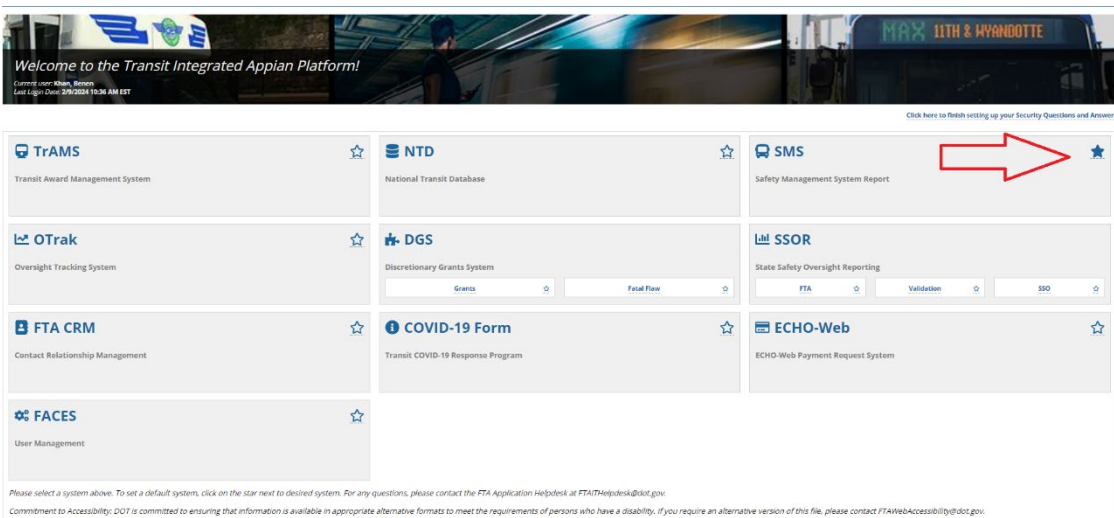 MAX 11TH & WYANDOTTE
Welcome to the Transit Integrated Appian Platform!
Current user: Khan, Benen
Last Login Date: 2/9/2024 10:36 AM EST
Click here to finish setting up your Security Questions and Answer
TrAMS
Transit Award Management System
NTD
National Transit Database
SMS
Safety Management System Report
OTrak
Oversight Tracking System
DGS
Discretionary Grants System
Grants
Fatal Flaw
SSOR
State Safety Oversight Reporting
FTA
Validation
SSO
FTA CRM
Contact Relationship Management
COVID-19 Form
Transit COVID-19 Response Program
ECHO-Web
ECHO-Web Payment Request System
FACES
User Management
Please select a system above. To set a default system, click on the star next to desired system. For any questions, please contact the FTA Application Helpdesk at FTAITHelpdesk@dot.gov.
Commitment to Accessibility: DOT is committed to ensuring that information is available in appropriate alternative formats to meet the requirements of persons who have a disability. If you require an alternative version of this file, please contact FTAWebAccessibility@dot.gov.